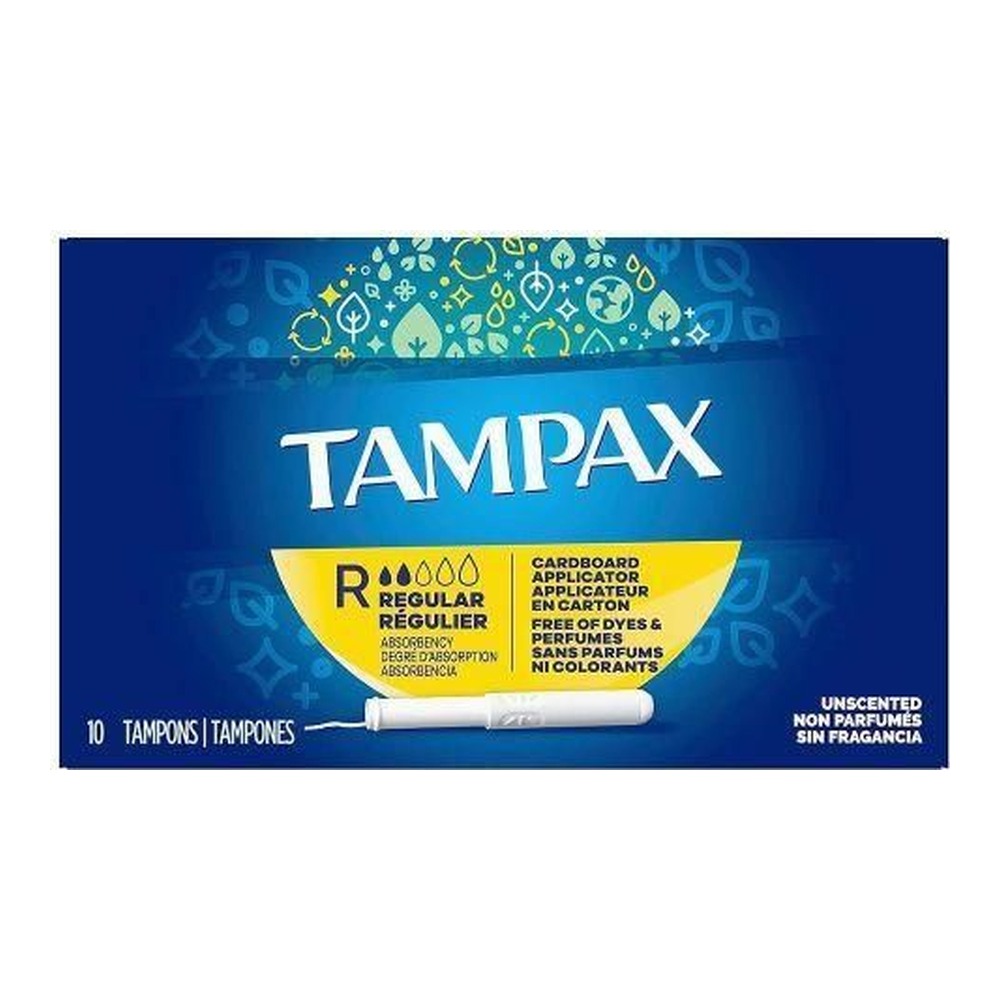 TAMPAX
R
REGULAR
RÉGULIER
ABSORBENCY
DEGRÉ D'ABSORPTION
ABSORBENCIA
CARDBOARD
APPLICATOR
APPLICATEUR
EN CARTON
FREE OF DYES &
PERFUMES
SANS PARFUMS
NI COLORANTS
10 TAMPONS | TAMPONES
UNSCENTED
NON PARFUMÉS
SIN FRAGANCIA